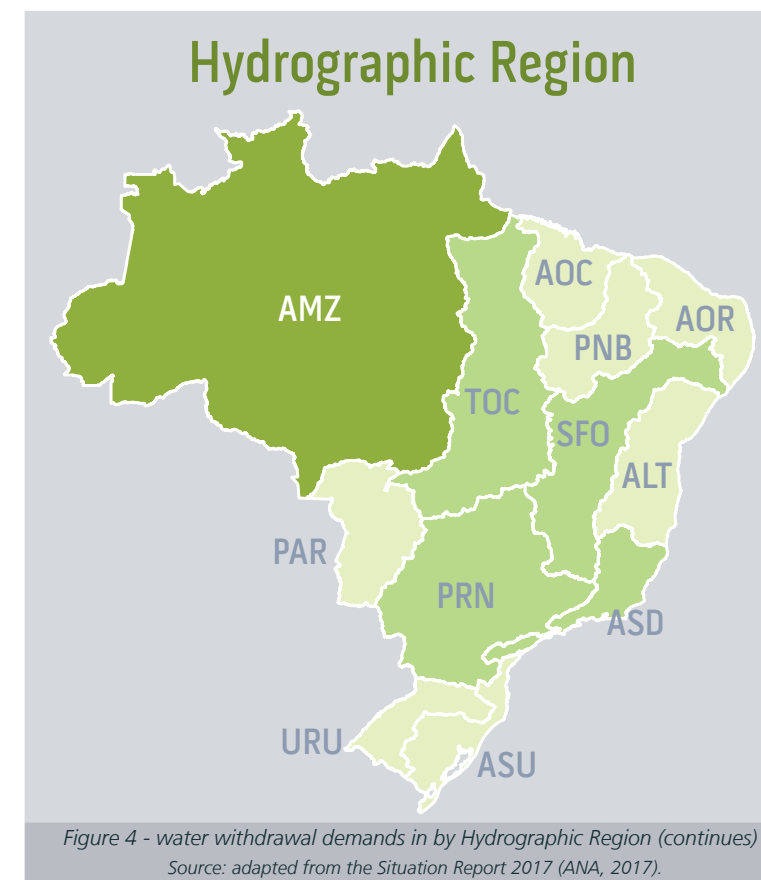 Hydrographic Region
AMZ
AOC
AOR
PNB
TOC
SFO
ALT
PAR
PRN
ASD
URU
ASU
Figure 4 - water withdrawal demands in by Hydrographic Region (continues)
Source: adapted from the Situation Report 2017 (ANA, 2017).